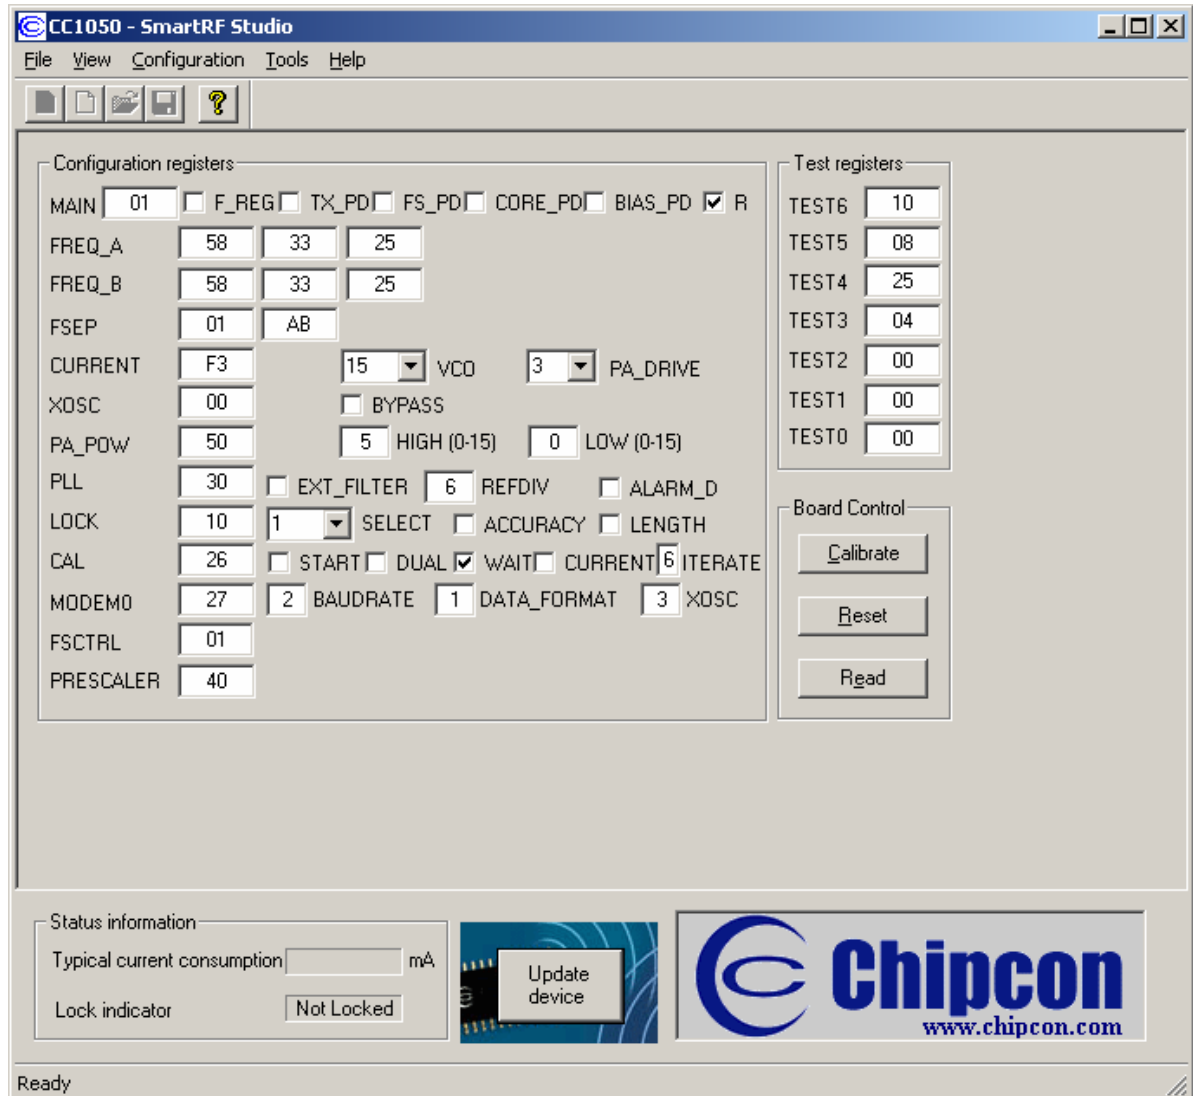 CC1050 - SmartRF Studio
File View Configuration Tools Help
Configuration registers
MAIN 01 F_REG TX_PD FS_PD CORE_PD BIAS_PD R
FREQ_A 58 33 25
FREQ_B 58 33 25
FSEP 01 AB
CURRENT F3 15 VCO 3 PA_DRIVE
XOSC 00 BYPASS
PA_POW 50 5 HIGH (0-15) 0 LOW (0-15)
PLL 30 EXT_FILTER 6 REFDIV ALARM_D
LOCK 10 1 SELECT ACCURACY LENGTH
CAL 26 START DUAL WAIT CURRENT 6 ITERATE
MODEM0 27 2 BAUDRATE 1 DATA_FORMAT 3 XOSC
FSCTRL 01
PRESCALER 40
Test registers
TEST6 10
TEST5 08
TEST4 25
TEST3 04
TEST2 00
TEST1 00
TEST0 00
Board Control
Calibrate
Reset
Read
Status information
Typical current consumption mA
Lock indicator Not Locked
Update
device
Chipcon
www.chipcon.com
Ready